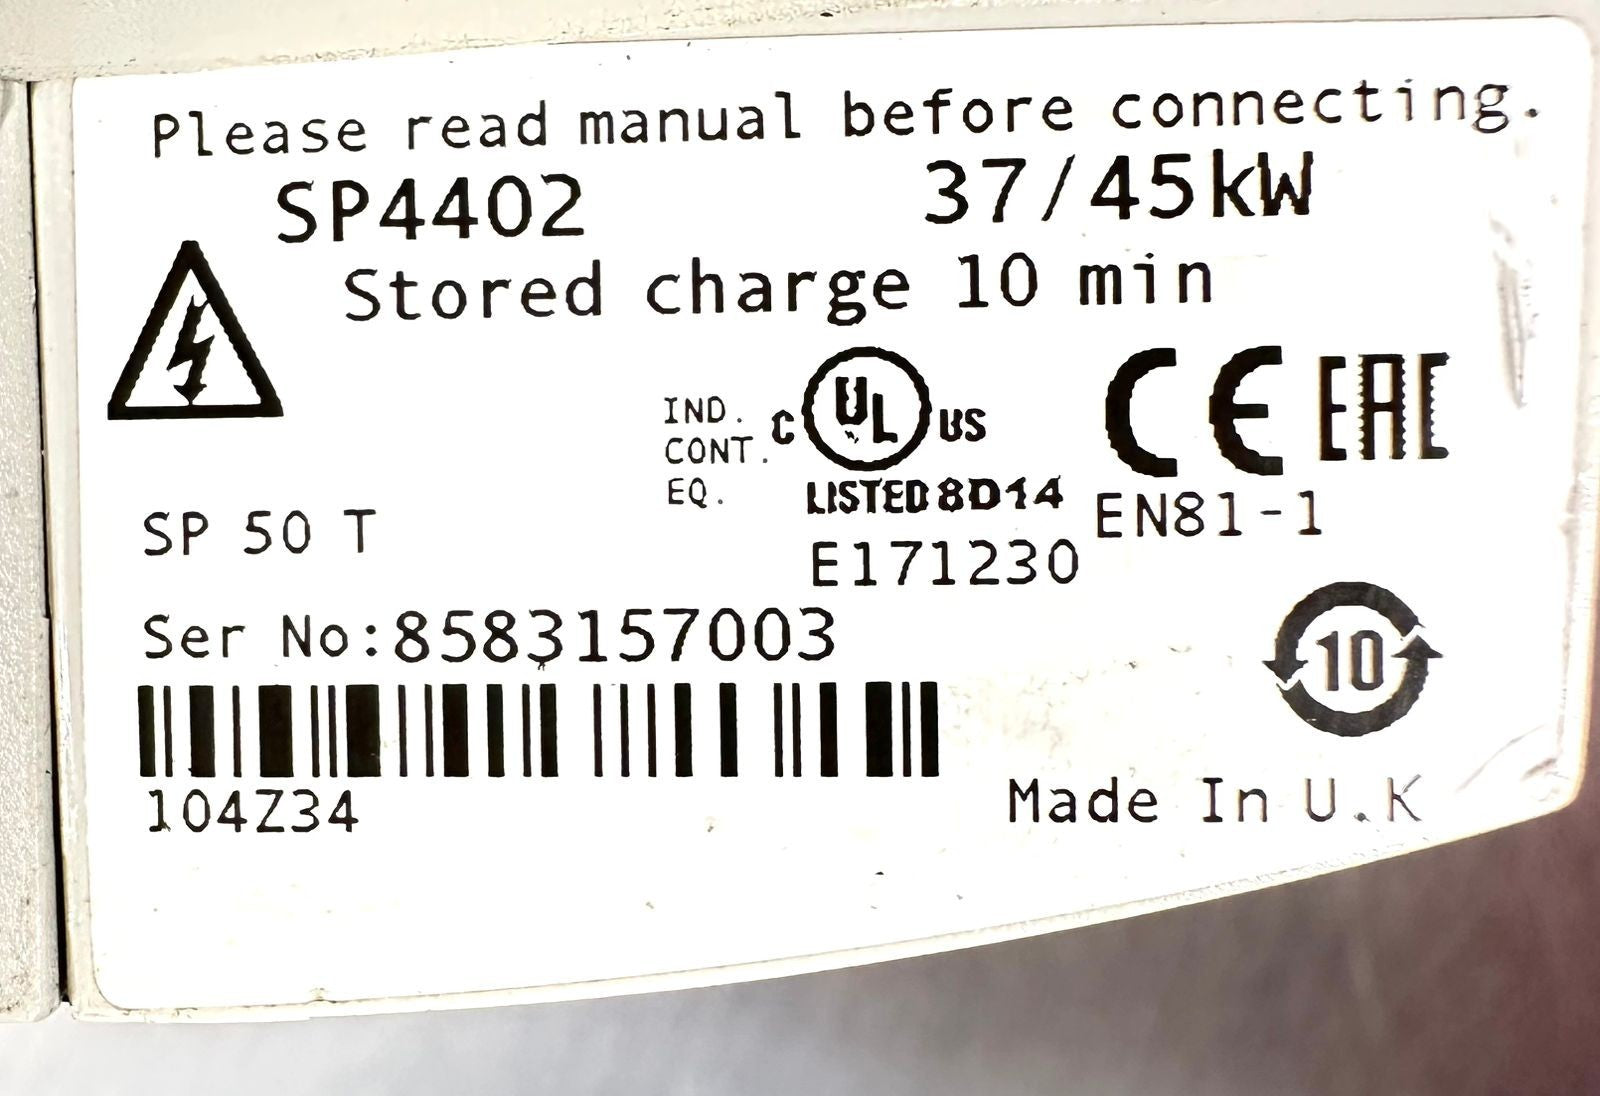 Please read manual before connecting.
SP4402 37/45kW
Stored charge 10 min
IND.
CONT.
EQ.
C UL US
LISTED 8D14
E171230
CE EAC
EN81-1
SP 50 T
Ser No:8583157003
10
104Z34
Made In U.K